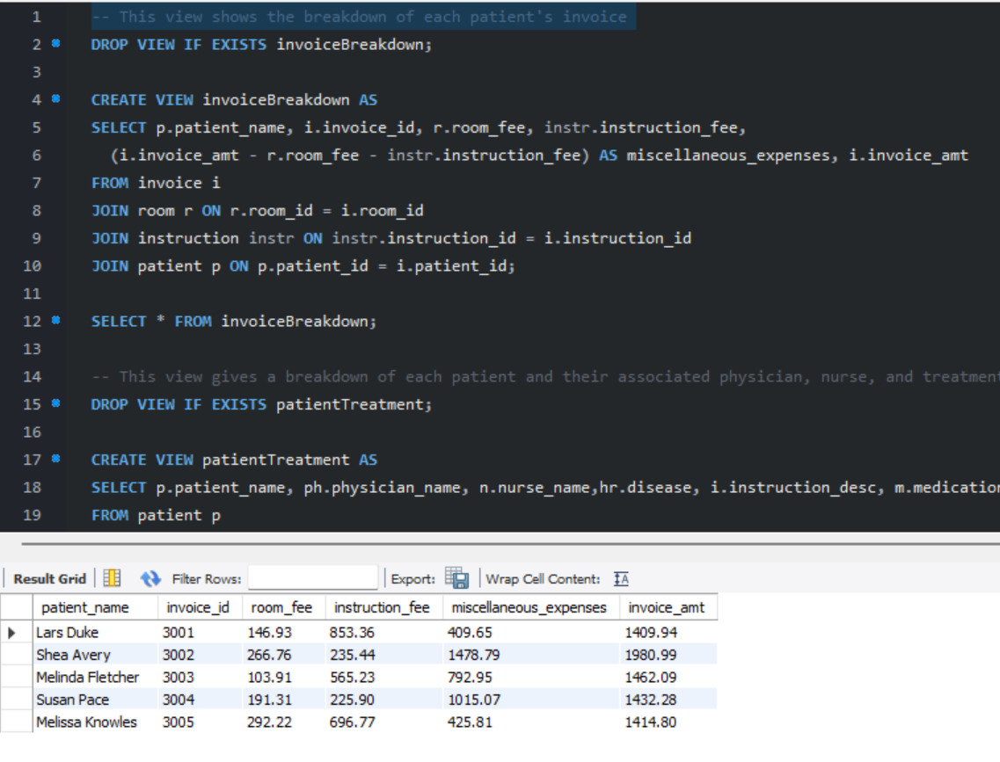 1 -- This view shows the breakdown of each patient's invoice
2 DROP VIEW IF EXISTS invoiceBreakdown;
3
4 CREATE VIEW invoiceBreakdown AS
5 SELECT p.patient_name, i.invoice_id, r.room_fee, instr.instruction_fee,
6 (i.invoice_amt - r.room_fee - instr.instruction_fee) AS miscellaneous_expenses, i.invoice_amt
7 FROM invoice i
8 JOIN room r ON r.room_id = i.room_id
9 JOIN instruction instr ON instr.instruction_id = i.instruction_id
10 JOIN patient p ON p.patient_id = i.patient_id;
11
12 SELECT * FROM invoiceBreakdown;
13
14 -- This view gives a breakdown of each patient and their associated physician, nurse, and treatment
15 DROP VIEW IF EXISTS patientTreatment;
16
17 CREATE VIEW patientTreatment AS
18 SELECT p.patient_name, ph.physician_name, n.nurse_name,hr.disease, i.instruction_desc, m.medication
19 FROM patient p
Result Grid Filter Rows: Export: Wrap Cell Content:
patient_name invoice_id room_fee instruction_fee miscellaneous_expenses invoice_amt
Lars Duke 3001 146.93 853.36 409.65 1409.94
Shea Avery 3002 266.76 235.44 1478.79 1980.99
Melinda Fletcher 3003 103.91 565.23 792.95 1462.09
Susan Pace 3004 191.31 225.90 1015.07 1432.28
Melissa Knowles 3005 292.22 696.77 425.81 1414.80